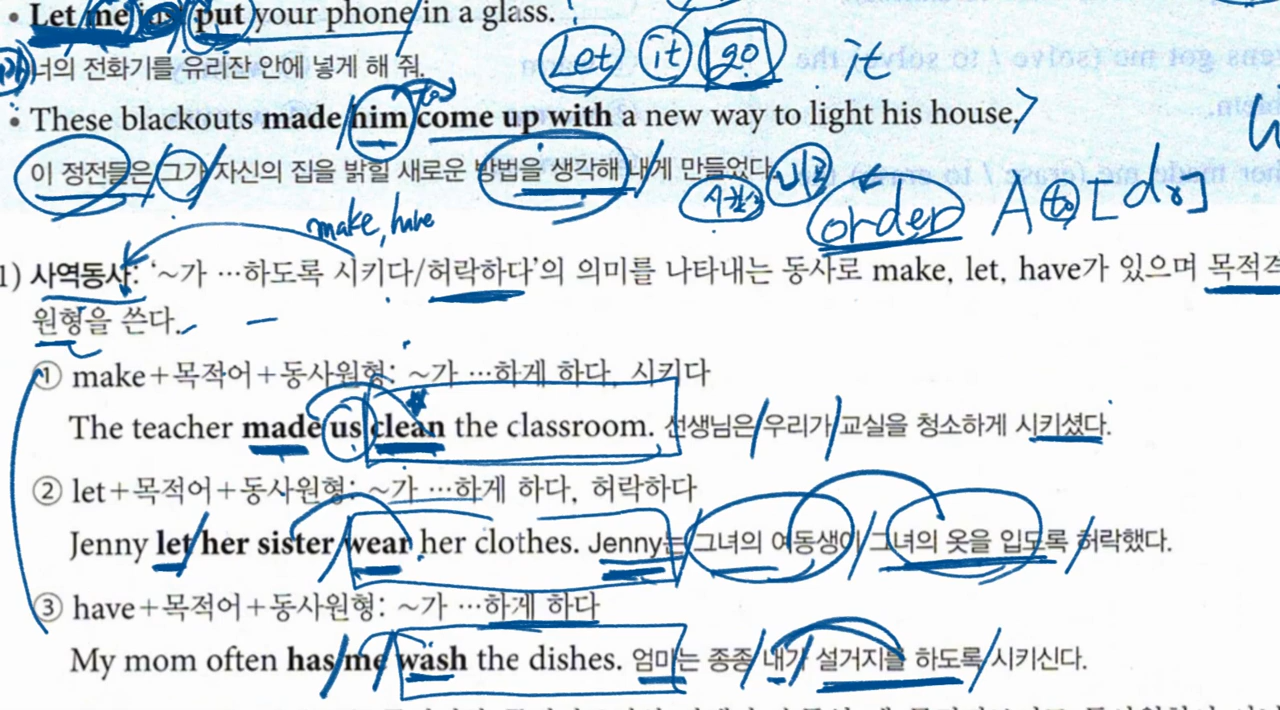 • Let me put your phone in a glass.
너의 전화기를 유리잔 안에 넣게 해 줘.
Let it go it
• These blackouts made him come up with a new way to light his house.
이 정전들은 그가 자신의 집을 밝힐 새로운 방법을 생각해 내게 만들었다.
order A to [do]
make, have
1) 사역동사: '~가 …하도록 시키다/허락하다'의 의미를 나타내는 동사로 make, let, have가 있으며 목적격
원형을 쓴다.
① make+목적어+동사원형: ~가 …하게 하다, 시키다
The teacher made us clean the classroom. 선생님은 우리가 교실을 청소하게 시키셨다.
② let+목적어+동사원형: ~가 …하게 하다, 허락하다
Jenny let her sister wear her clothes. Jenny는 그녀의 여동생이 그녀의 옷을 입도록 허락했다.
③ have+목적어+동사원형: ~가 …하게 하다
My mom often has me wash the dishes. 엄마는 종종 내가 설거지를 하도록 시키신다.